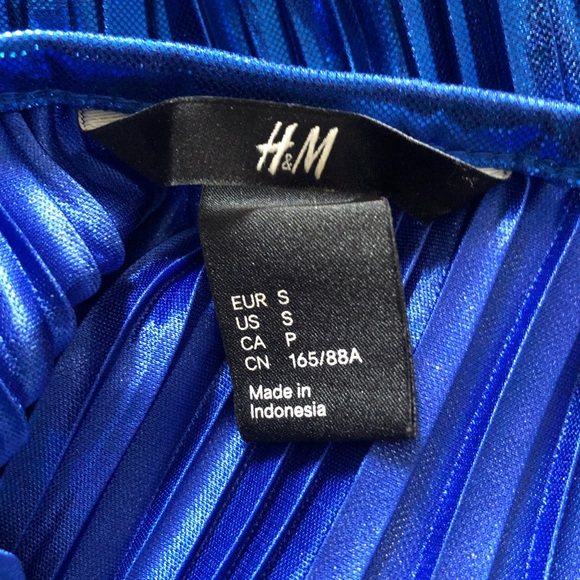 H&M
EUR S
US S
CA P
CN 165/88A
Made in
Indonesia